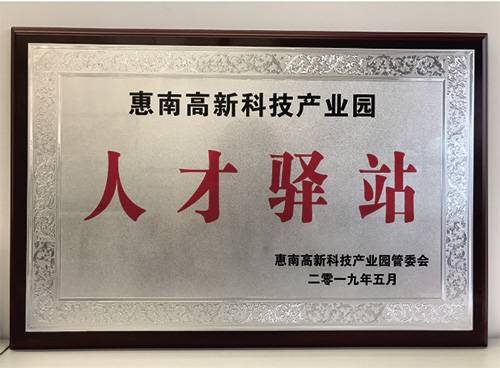 惠南高新科技产业园
人才驿站
惠南高新科技产业园管委会
二零一九年五月